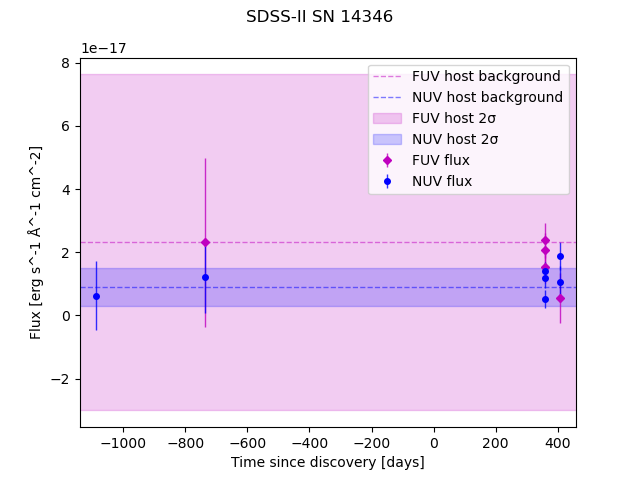 SDSS-II SN 14346
1e−17
FUV host background
NUV host background
FUV host 2σ
NUV host 2σ
FUV flux
NUV flux
8
6
4
2
0
−2
Flux [erg s^-1 Å^-1 cm^-2]
−1000 −800 −600 −400 −200 0 200 400
Time since discovery [days]